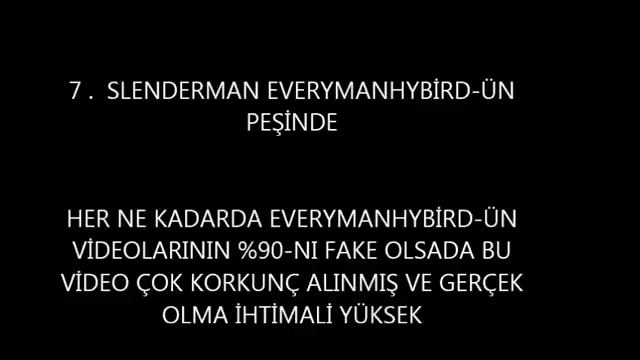 7 . SLENDERMAN EVERYMANHYBİRD-ÜN
PEŞİNDE
HER NE KADARDA EVERYMANHYBİRD-ÜN
VİDEOLARININ %90-NI FAKE OLSADA BU
VİDEO ÇOK KORKUNÇ ALINMIŞ VE GERÇEK
OLMA İHTİMALİ YÜKSEK